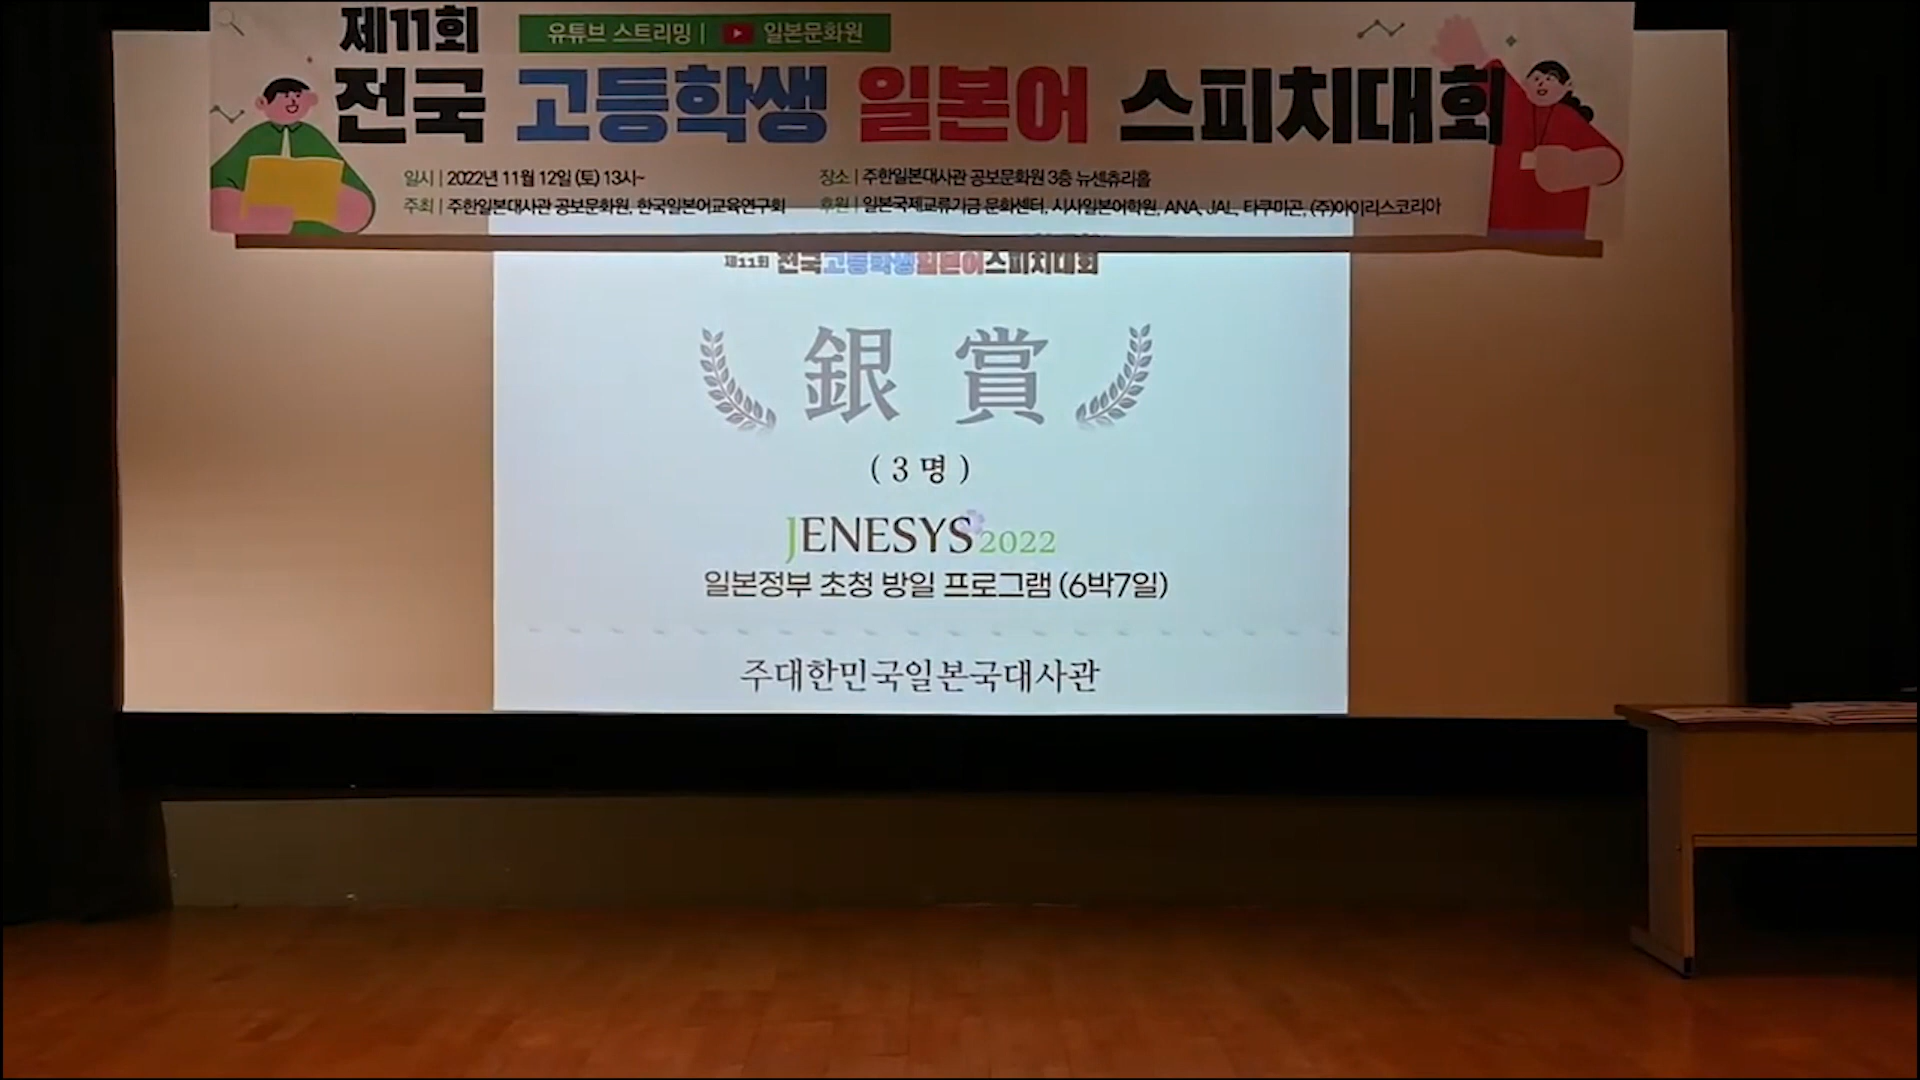 제11회
유튜브 스트리밍 | 일본문화원
전국 고등학생 일본어 스피치대회
일시 | 2022년 11월 12일 (토) 13시~
장소 | 주한일본대사관 공보문화원 3층 뉴센츄리홀
주최 | 주한일본대사관 공보문화원, 한국일본어교육연구회
후원 | 일본국제교류기금 문화센터, 시사일본어학원, ANA, JAL, 타쿠미곤, (주)아이리스코리아
제11회 전국고등학생일본어스피치대회
銀 賞
( 3 명 )
JENESYS 2022
일본정부 초청 방일 프로그램 (6박7일)
주대한민국일본국대사관